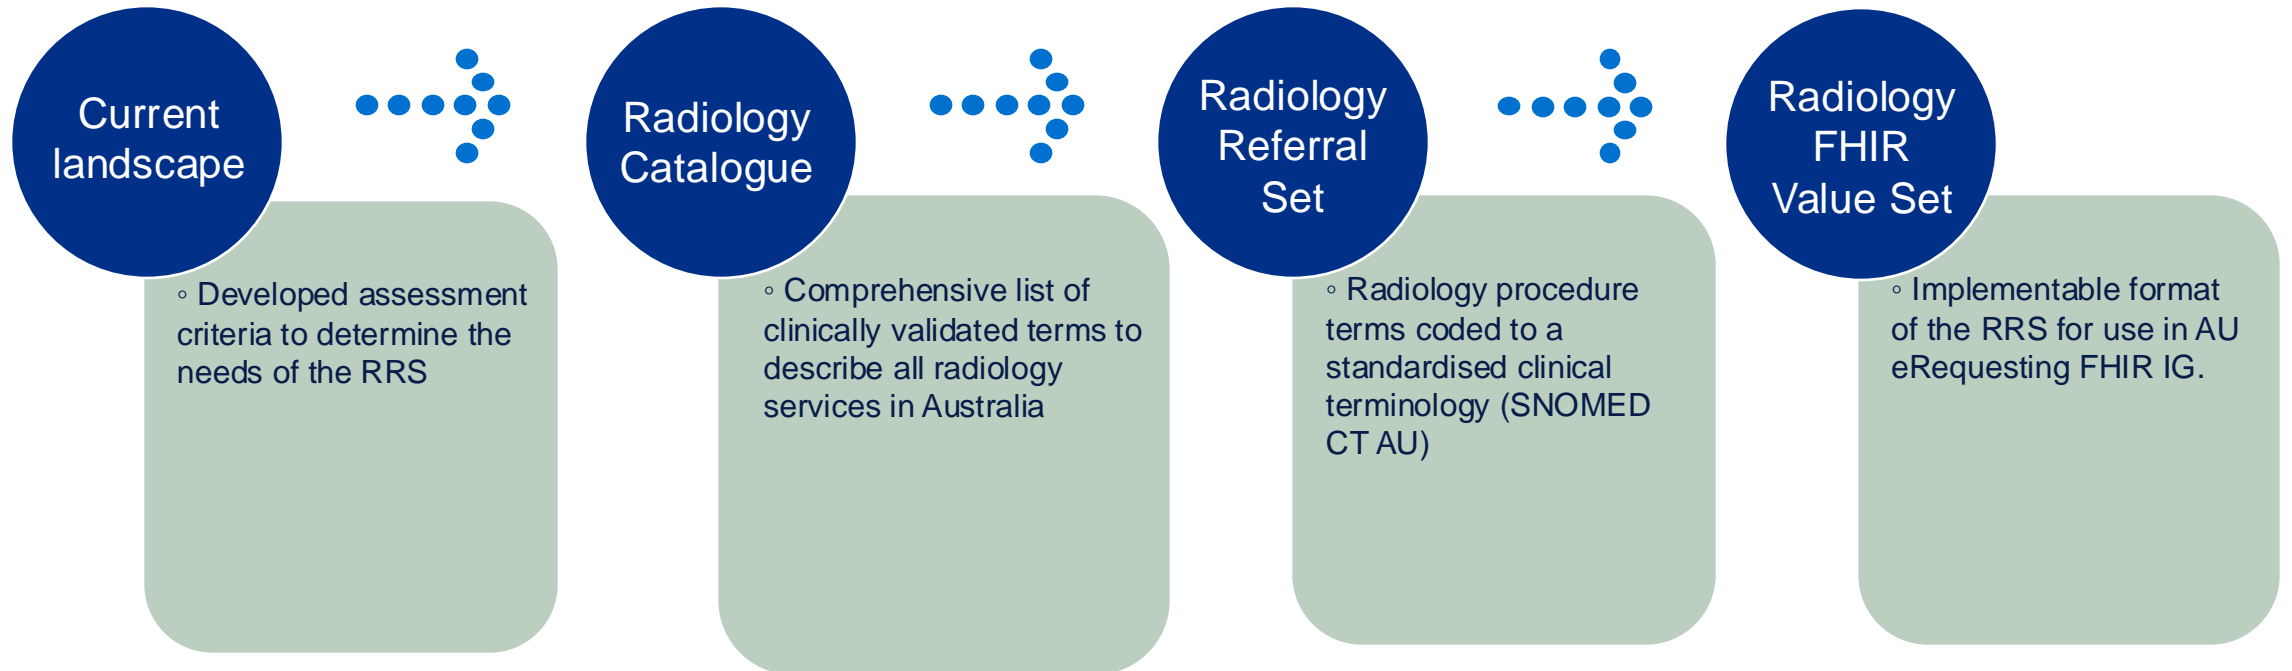 Current
landscape
◦ Developed assessment
criteria to determine the
needs of the RRS
Radiology
Catalogue
◦ Comprehensive list of
clinically validated terms to
describe all radiology
services in Australia
Radiology
Referral
Set
◦ Radiology procedure
terms coded to a
standardised clinical
terminology (SNOMED
CT AU)
Radiology
FHIR
Value Set
◦ Implementable format
of the RRS for use in AU
eRequesting FHIR IG.